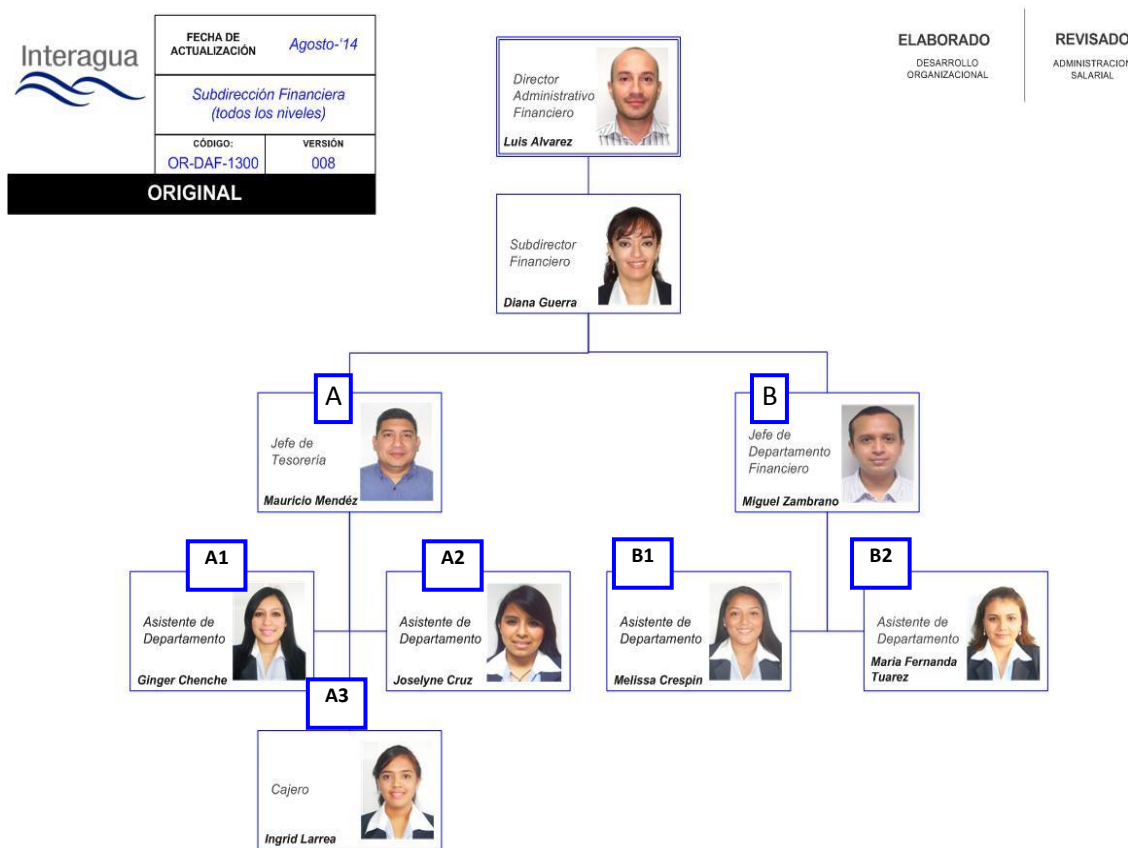 Interagua
FECHA DE
ACTUALIZACIÓN
Agosto-'14
Subdirección Financiera
(todos los niveles)
CÓDIGO:
OR-DAF-1300
VERSIÓN
008
ORIGINAL
ELABORADO
DESARROLLO
ORGANIZACIONAL
REVISADO
ADMINISTRACION
SALARIAL
Director
Administrativo
Financiero
Luis Alvarez
Subdirector
Financiero
Diana Guerra
A
Jefe de
Tesorería
Mauricio Mendéz
B
Jefe de
Departamento
Financiero
Miguel Zambrano
A1
Asistente de
Departamento
Ginger Chenche
A2
Asistente de
Departamento
Joselyne Cruz
B1
Asistente de
Departamento
Melissa Crespín
B2
Asistente de
Departamento
Maria Fernanda
Tuarez
A3
Cajero
Ingrid Larrea